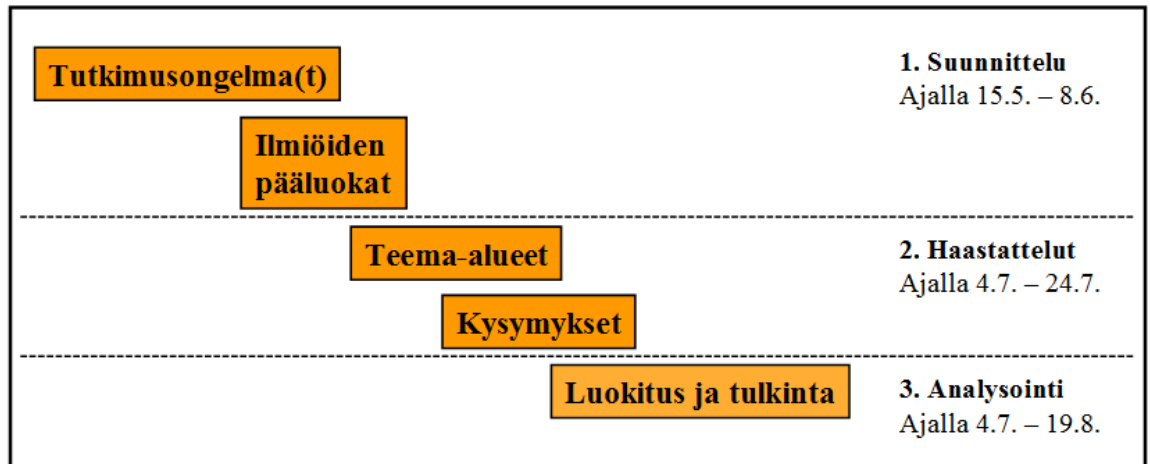 Tutkimusongelma(t)
1. Suunnittelu
Ajalla 15.5. – 8.6.
Ilmiöiden
pääluokat
Teema-alueet
2. Haastattelut
Ajalla 4.7. – 24.7.
Kysymykset
Luokitus ja tulkinta
3. Analysointi
Ajalla 4.7. – 19.8.